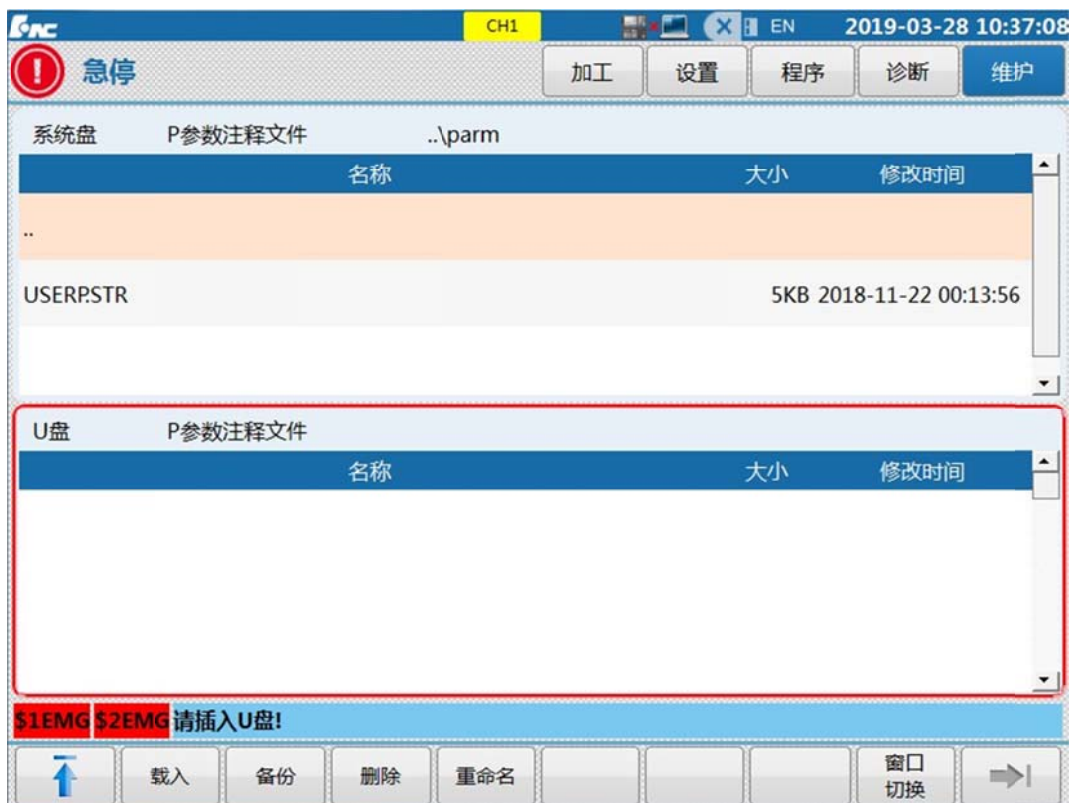 CH1 EN 2019-03-28 10:37:08
急停 加工 设置 程序 诊断 维护
系统盘 P参数注释文件 ..\parm
名称 大小 修改时间
..
USERP.STR 5KB 2018-11-22 00:13:56
U盘 P参数注释文件
名称 大小 修改时间
$1EMG $2EMG 请插入U盘!
载入 备份 删除 重命名 窗口
切换